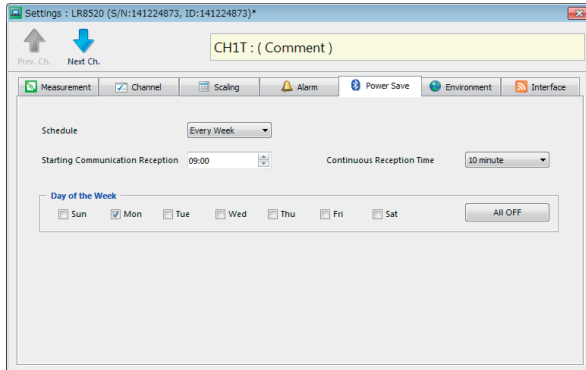 Settings : LR8520 (S/N:141224873, ID:141224873)*
Prev. Ch.
Next Ch.
CH1T : ( Comment )
Measurement
Channel
Scaling
Alarm
Power Save
Environment
Interface
Schedule
Every Week
Starting Communication Reception
09:00
Continuous Reception Time
10 minute
Day of the Week
Sun
Mon
Tue
Wed
Thu
Fri
Sat
All OFF